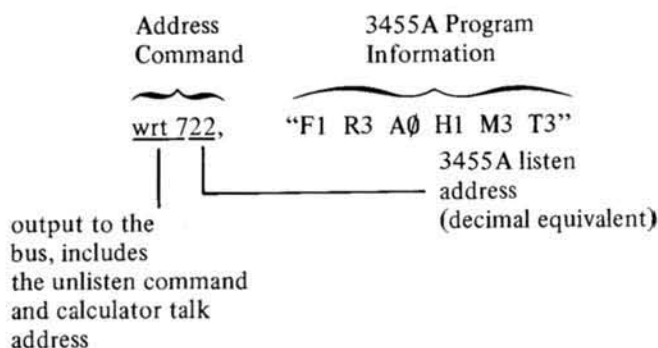 Address
Command
3455A Program
Information
wrt 722,
"F1 R3 AØ H1 M3 T3"
3455A listen
address
(decimal equivalent)
output to the
bus, includes
the unlisten command
and calculator talk
address